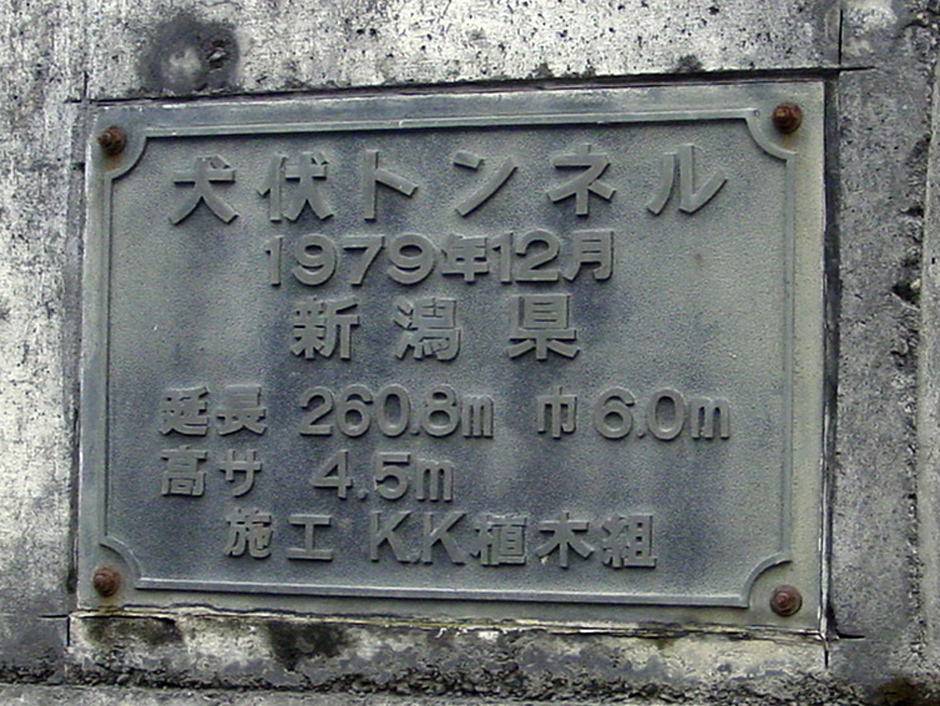 犬伏トンネル
1979年12月
新潟県
延長 260.8m 巾6.0m
高サ 4.5m
施工 K.K植木組